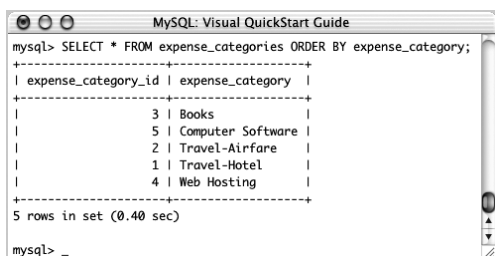 MySQL: Visual QuickStart Guide
mysql> SELECT * FROM expense_categories ORDER BY expense_category;
+---------------------+-------------------+
| expense_category_id | expense_category  |
+---------------------+-------------------+
|                   3 | Books             |
|                   5 | Computer Software |
|                   2 | Travel-Airfare    |
|                   1 | Travel-Hotel      |
|                   4 | Web Hosting       |
+---------------------+-------------------+
5 rows in set (0.40 sec)
mysql> _